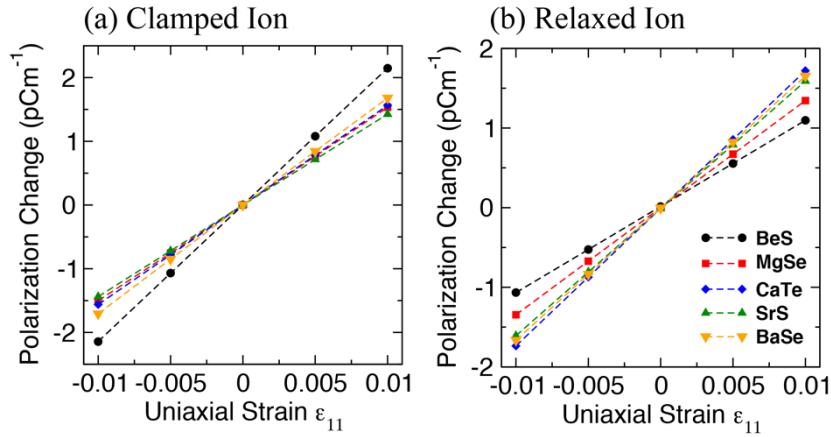 (a) Clamped Ion
Polarization Change (pCm⁻¹)
2
1
0
-1
-2
-0.01 -0.005 0 0.005 0.01
Uniaxial Strain ε₁₁
(b) Relaxed Ion
Polarization Change (pCm⁻¹)
2
1
0
-1
-2
BeS
MgSe
CaTe
SrS
BaSe
-0.01 -0.005 0 0.005 0.01
Uniaxial Strain ε₁₁